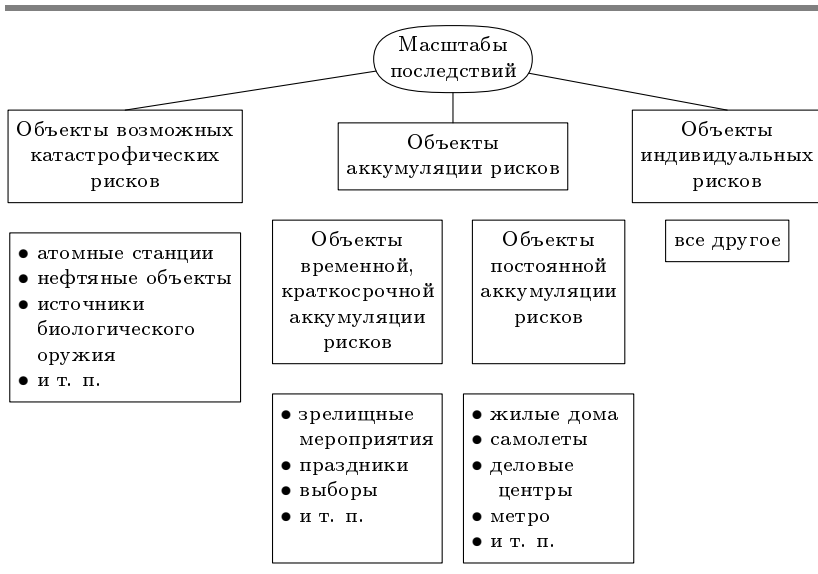 Масштабы
последствий
Объекты возможных
катастрофических
рисков
Объекты
аккумуляции рисков
Объекты
индивидуальных
рисков
• атомные станции
• нефтяные объекты
• источники
биологического
оружия
• и т. п.
Объекты
временной,
краткосрочной
аккумуляции
рисков
Объекты
постоянной
аккумуляции
рисков
все другое
• зрелищные
мероприятия
• праздники
• выборы
• и т. п.
• жилые дома
• самолеты
• деловые
центры
• метро
• и т. п.